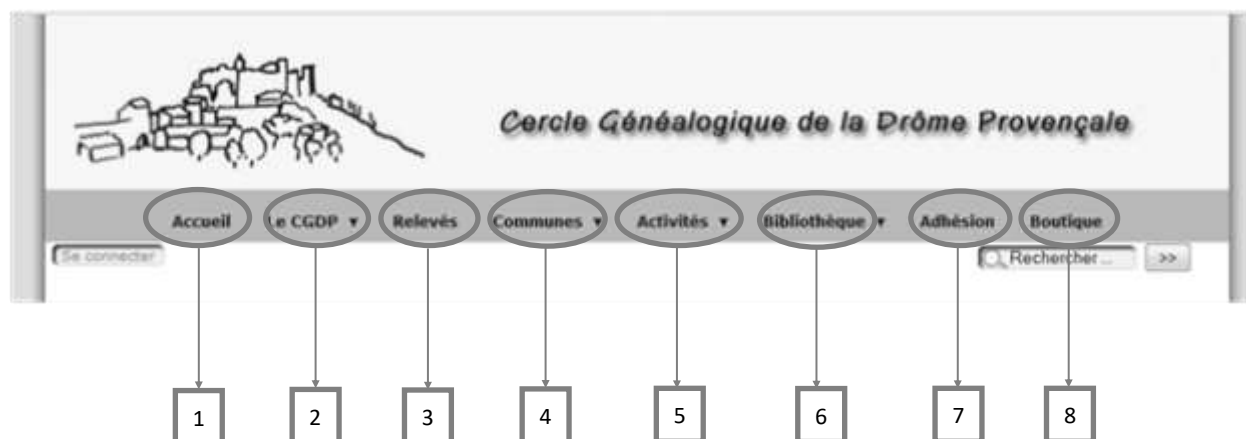 Cercle Généalogique de la Drôme Provençale
Accueil Le CGDP ▼ Relevés Communes ▼ Activités ▼ Bibliothèque ▼ Adhésion Boutique
Se connecter Rechercher ... >>
1 2 3 4 5 6 7 8